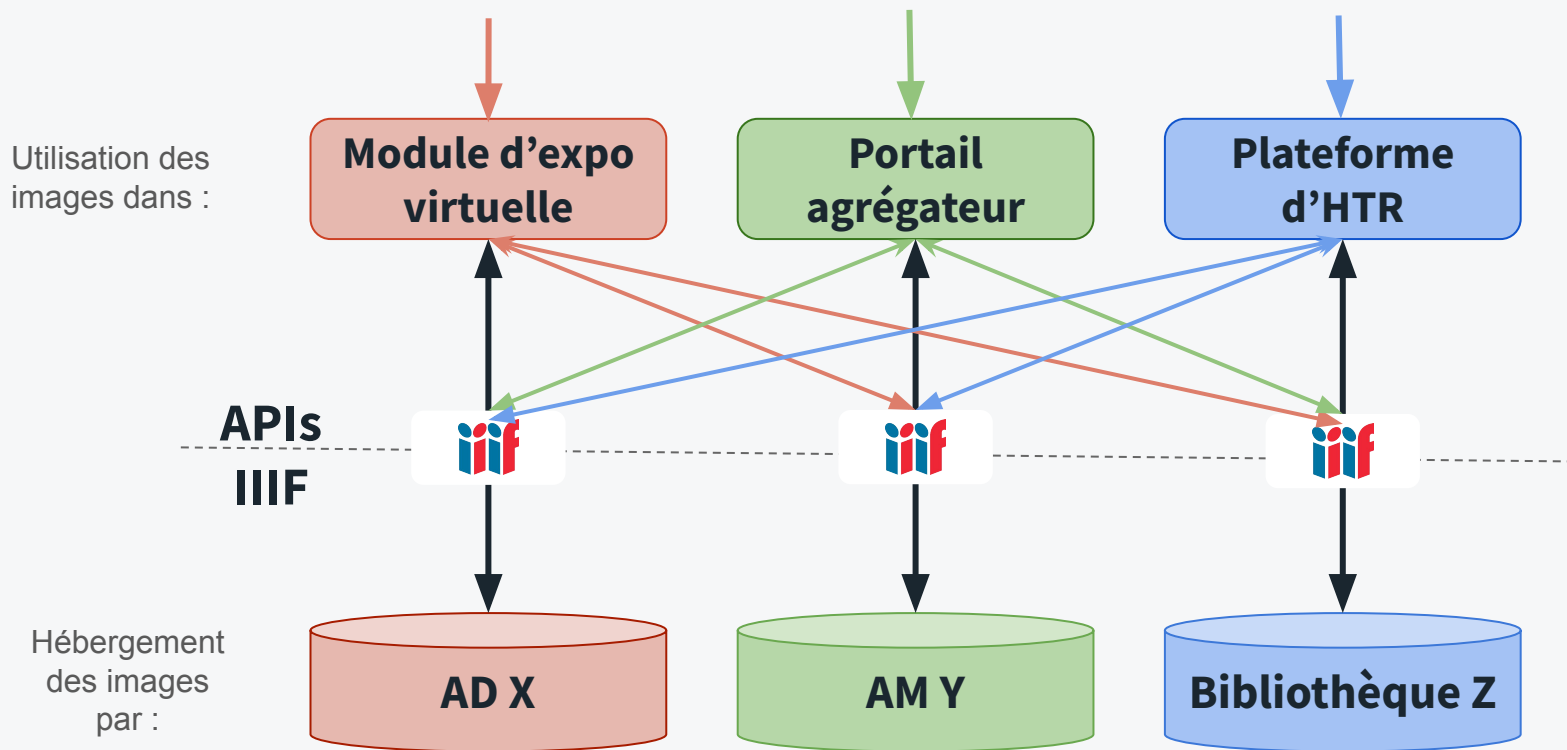 Utilisation des
images dans :
Module d’expo
virtuelle
Portail
agrégateur
Plateforme
d’HTR
APIs
IIIF
iiif
iiif
iiif
Hébergement
des images
par :
AD X
AM Y
Bibliothèque Z